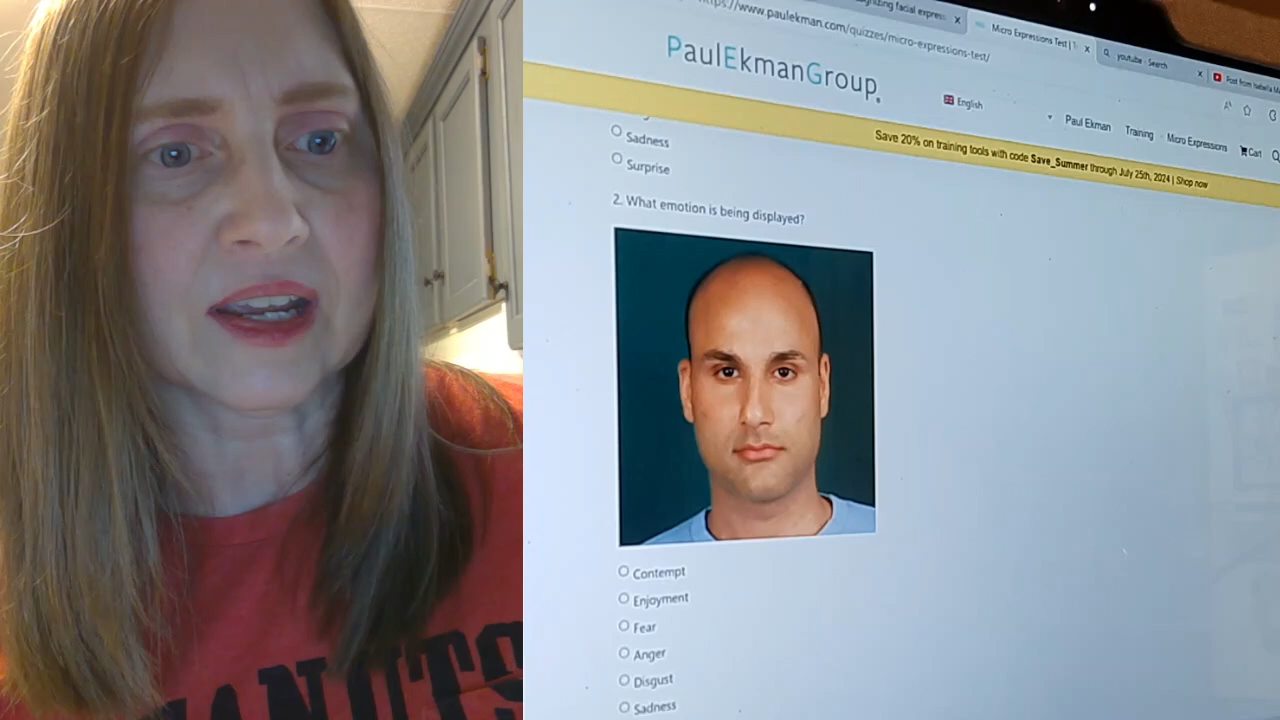 Micro Expressions Test | T
youtube - Search
https://www.paulekman.com/quizzes/micro-expressions-test/
PaulEkmanGroup.
English
Paul Ekman
Training
Micro Expressions
Cart
Save 20% on training tools with code Save_Summer through July 25th, 2024 | Shop now
Sadness
Surprise
2. What emotion is being displayed?
Contempt
Enjoyment
Fear
Anger
Disgust
Sadness